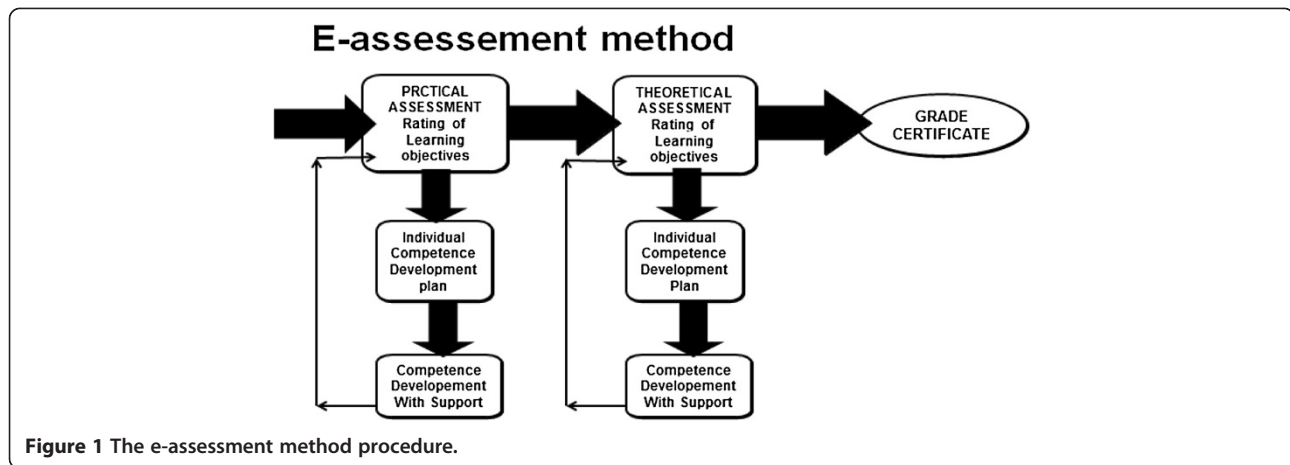 E-assessement method
PRCTICAL
ASSESSMENT
Rating of
Learning
objectives
THEORETICAL
ASSESSMENT
Rating of
Learning
objectives
GRADE
CERTIFICATE
Individual
Competence
Development
plan
Individual
Competence
Development
Plan
Competence
Developement
With Support
Competence
Developement
With Support
Figure 1 The e-assessment method procedure.